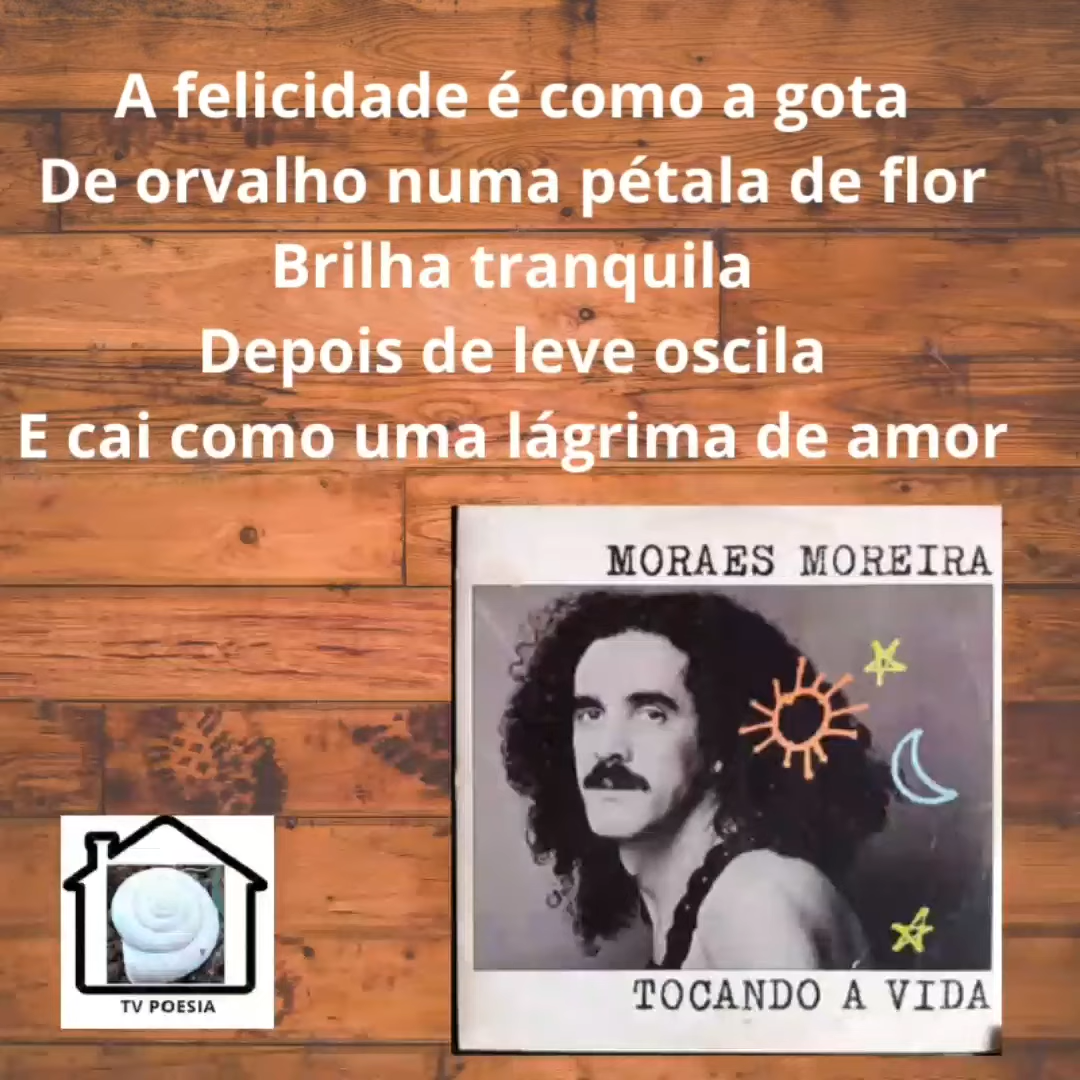 A felicidade é como a gota
De orvalho numa pétala de flor
Brilha tranquila
Depois de leve oscila
E cai como uma lágrima de amor
MORAES MOREIRA
TOCANDO A VIDA
TV POESIA